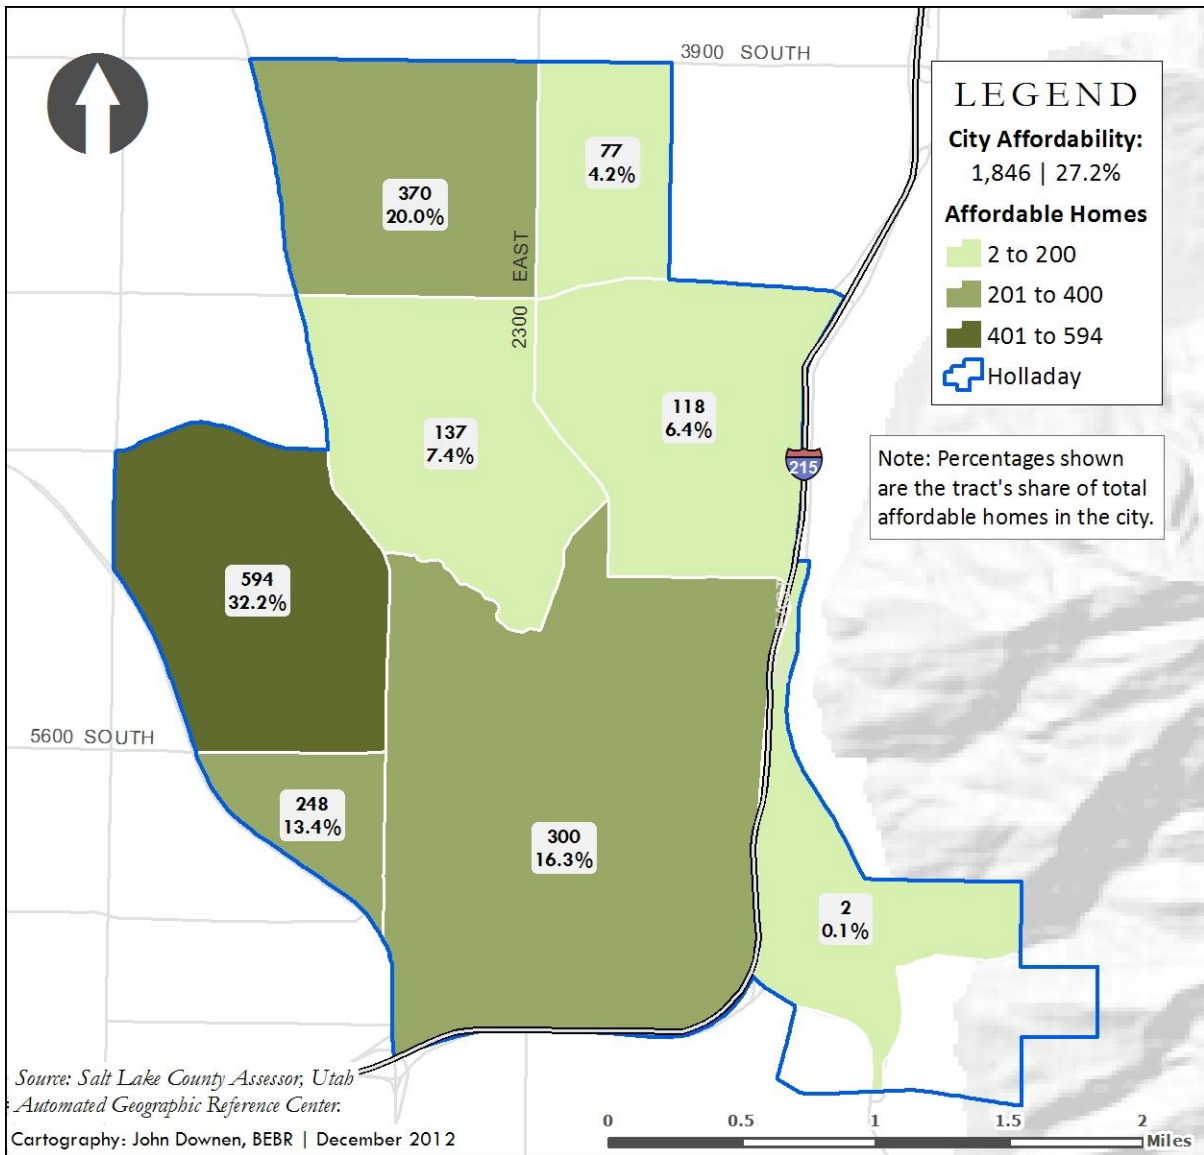 3900 SOUTH
LEGEND
City Affordability:
1,846 | 27.2%
Affordable Homes
2 to 200
201 to 400
401 to 594
Holladay
Note: Percentages shown
are the tract's share of total
affordable homes in the city.
77
4.2%
370
20.0%
2300 EAST
118
6.4%
137
7.4%
215
594
32.2%
EAST
5600 SOUTH
248
13.4%
300
16.3%
2
0.1%
Source: Salt Lake County Assessor, Utah
Automated Geographic Reference Center.
Cartography: John Downen, BEBR | December 2012
0 0.5 1 1.5 2
Miles